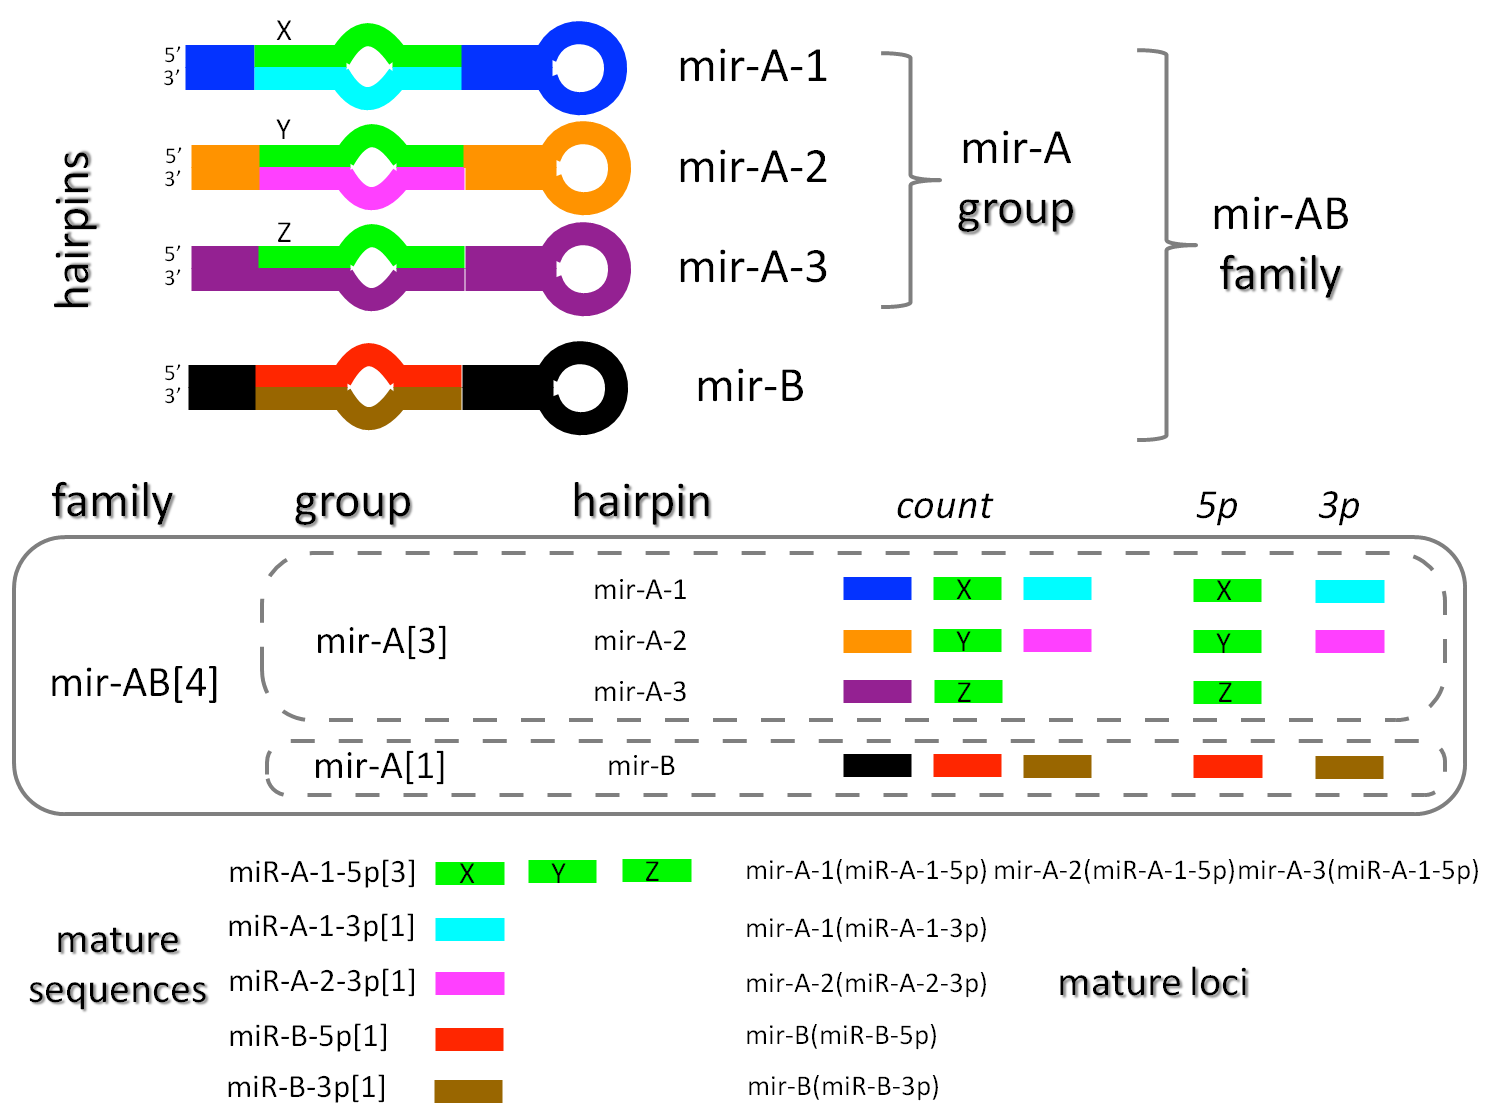 hairpins
X
5’
3’
mir-A-1
Y
5’
3’
mir-A-2
Z
5’
3’
mir-A-3
5’
3’
mir-B
mir-A
group
mir-AB
family
family group hairpin count 5p 3p
mir-AB[4]
mir-A[3]
mir-A-1 X X
mir-A-2 Y Y
mir-A-3 Z Z
mir-A[1] mir-B
mature
sequences
miR-A-1-5p[3] X Y Z mir-A-1(miR-A-1-5p) mir-A-2(miR-A-1-5p) mir-A-3(miR-A-1-5p)
miR-A-1-3p[1] mir-A-1(miR-A-1-3p)
miR-A-2-3p[1] mir-A-2(miR-A-2-3p)
miR-B-5p[1] mir-B(miR-B-5p)
miR-B-3p[1] mir-B(miR-B-3p)
mature loci